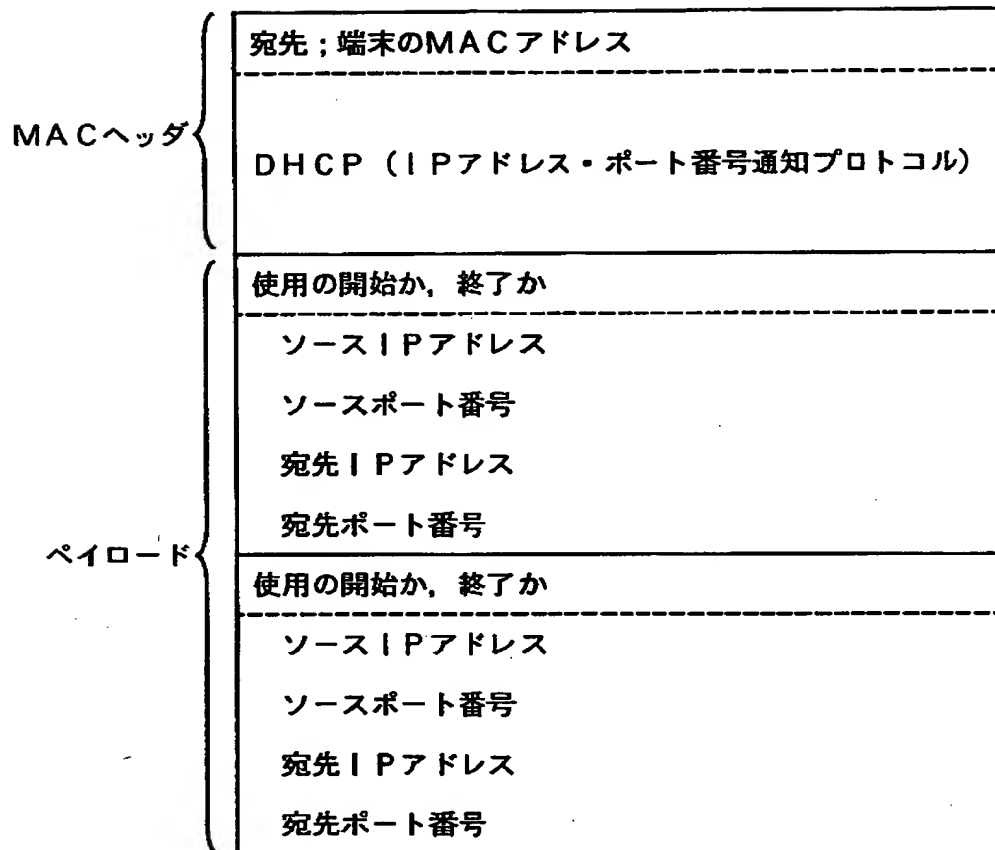 宛先；端末のMACアドレス
MACヘッダ
DHCP（IPアドレス・ポート番号通知プロトコル）
使用の開始か，終了か
ソースIPアドレス
ソースポート番号
宛先IPアドレス
宛先ポート番号
ペイロード
使用の開始か，終了か
ソースIPアドレス
ソースポート番号
宛先IPアドレス
宛先ポート番号